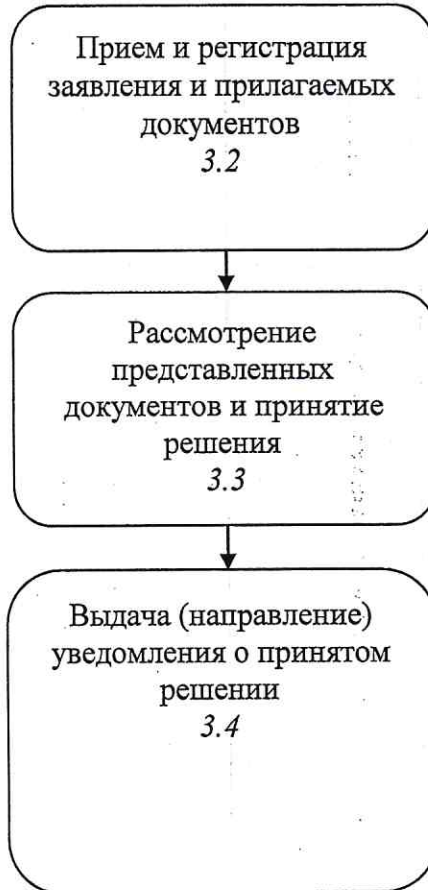 Прием и регистрация
заявления и прилагаемых
документов
3.2
Рассмотрение
представленных
документов и принятие
решения
3.3
Выдача (направление)
уведомления о принятом
решении
3.4